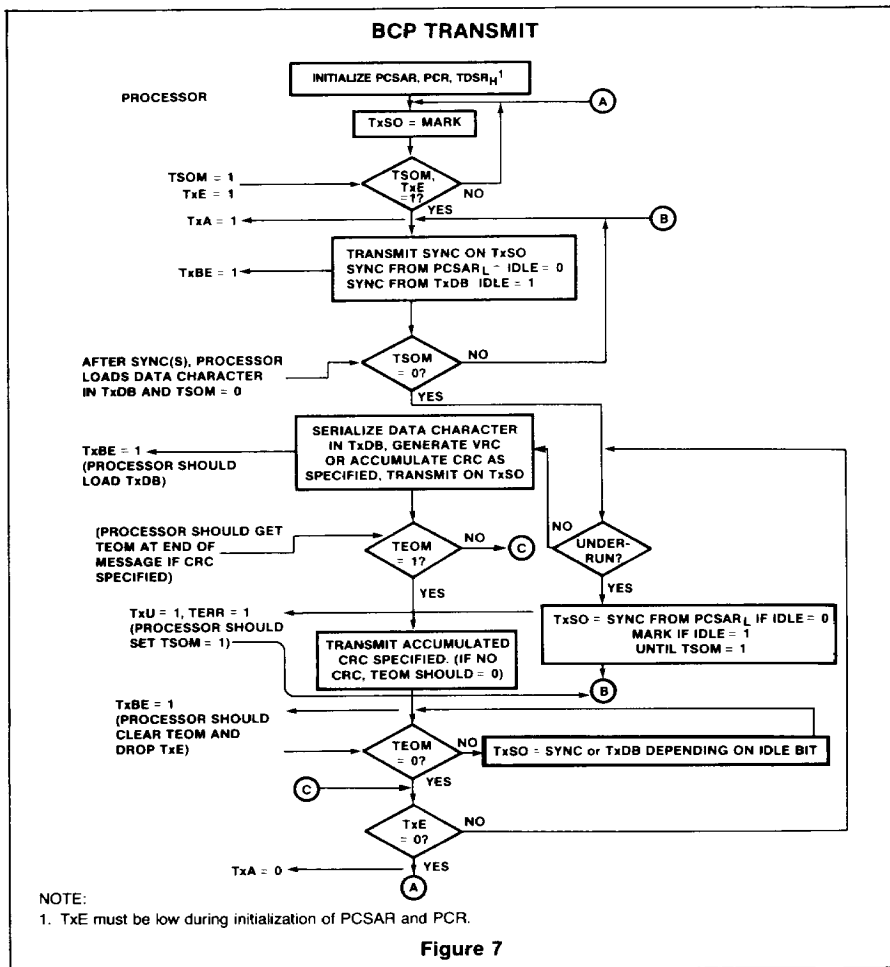 BCP TRANSMIT
INITIALIZE PCSAR, PCR, TDSRH1
PROCESSOR
A
TxSO = MARK
TSOM = 1
TxE = 1
TSOM,
TxE
=1?
NO
YES
TxA = 1
B
TRANSMIT SYNC ON TxSO
SYNC FROM PCSARL - IDLE = 0
SYNC FROM TxDB IDLE = 1
TxBE = 1
AFTER SYNC(S), PROCESSOR
LOADS DATA CHARACTER
IN TxDB AND TSOM = 0
TSOM
= 0?
NO
YES
SERIALIZE DATA CHARACTER
IN TxDB, GENERATE VRC
OR ACCUMULATE CRC AS
SPECIFIED, TRANSMIT ON TxSO
TxBE = 1
(PROCESSOR SHOULD
LOAD TxDB)
(PROCESSOR SHOULD GET
TEOM AT END OF
MESSAGE IF CRC
SPECIFIED)
TEOM
= 1?
NO
C
YES
NO
UNDER-
RUN?
YES
TxU = 1, TERR = 1
(PROCESSOR SHOULD
SET TSOM = 1)
TxSO = SYNC FROM PCSARL IF IDLE = 0
MARK IF IDLE = 1
UNTIL TSOM = 1
TRANSMIT ACCUMULATED
CRC SPECIFIED. (IF NO
CRC, TEOM SHOULD = 0)
B
TxBE = 1
(PROCESSOR SHOULD
CLEAR TEOM AND
DROP TxE)
TEOM
= 0?
NO
TxSO = SYNC or TxDB DEPENDING ON IDLE BIT
YES
C
TxE
= 0?
NO
YES
TxA = 0
A
NOTE:
1. TxE must be low during initialization of PCSAR and PCR.
Figure 7